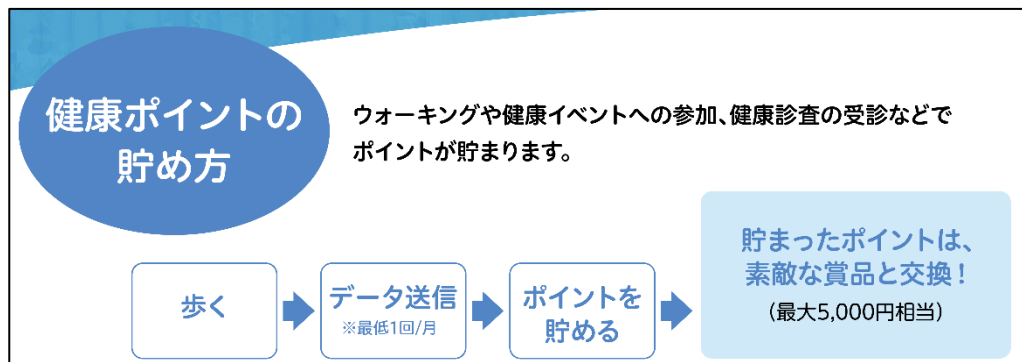 健康ポイントの
貯め方
ウォーキングや健康イベントへの参加、健康診査の受診などで
ポイントが貯まります。
歩く
データ送信
※最低1回/月
ポイントを
貯める
貯まったポイントは、
素敵な賞品と交換！
(最大5,000円相当)